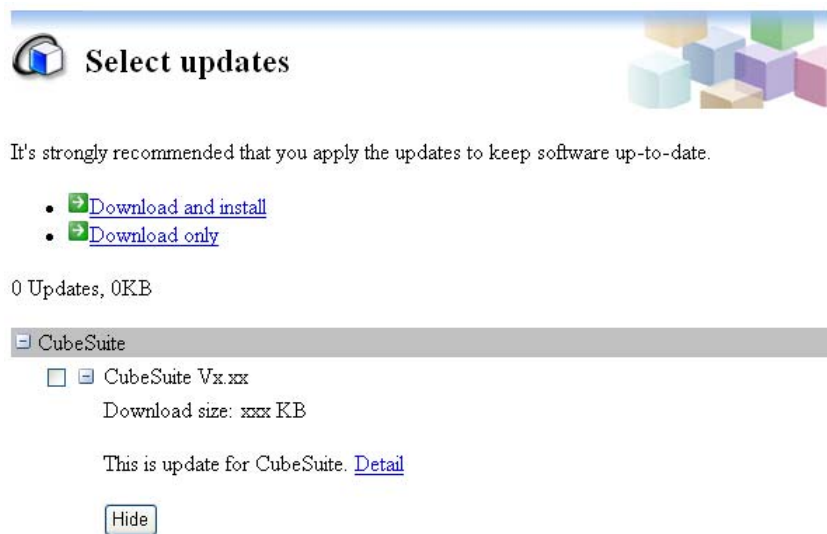 Select updates
It's strongly recommended that you apply the updates to keep software up-to-date.
Download and install
Download only
0 Updates, 0KB
CubeSuite
CubeSuite Vx.xx
Download size: xxx KB
This is update for CubeSuite. Detail
Hide